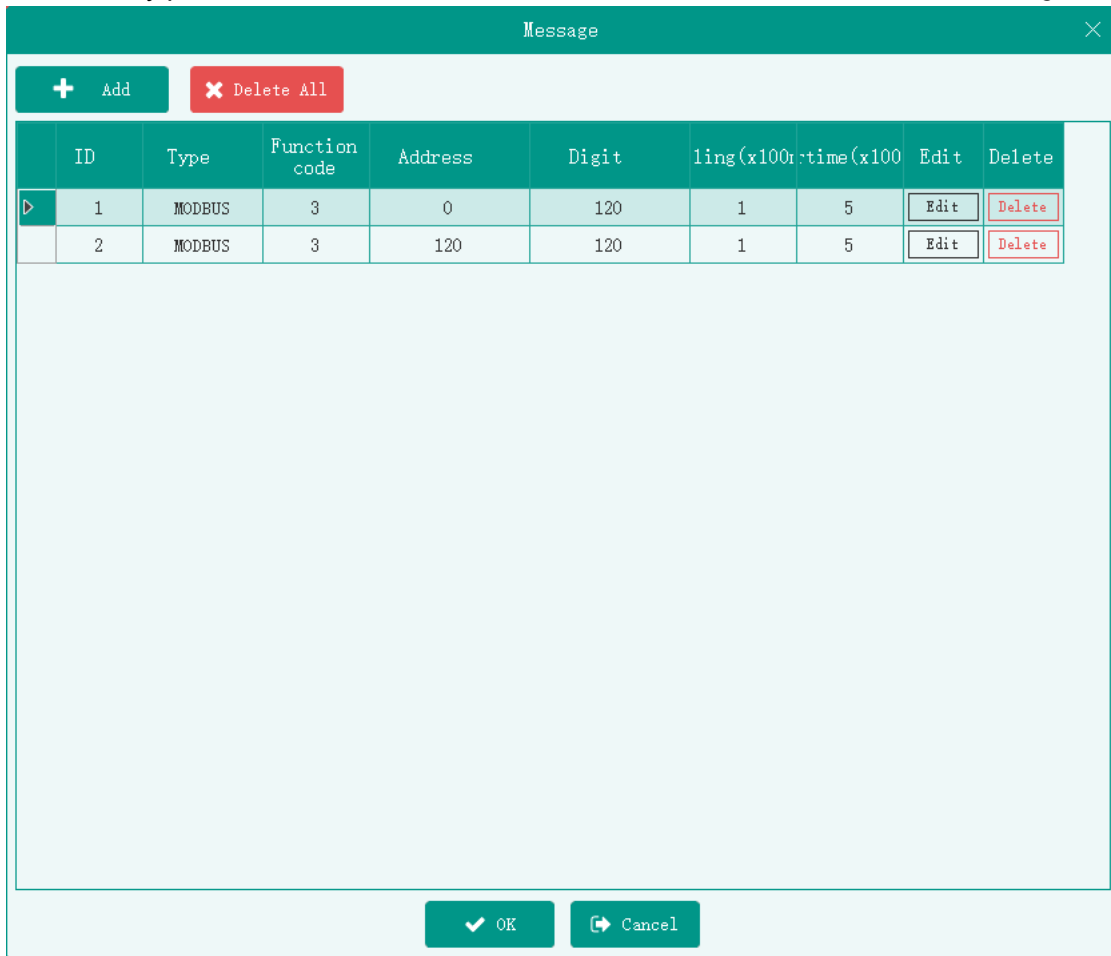 Message
Add
Delete All
ID Type Function code Address Digit ling(x100 time(x100 Edit Delete
1 MODBUS 3 0 120 1 5 Edit Delete
2 MODBUS 3 120 120 1 5 Edit Delete
OK
Cancel